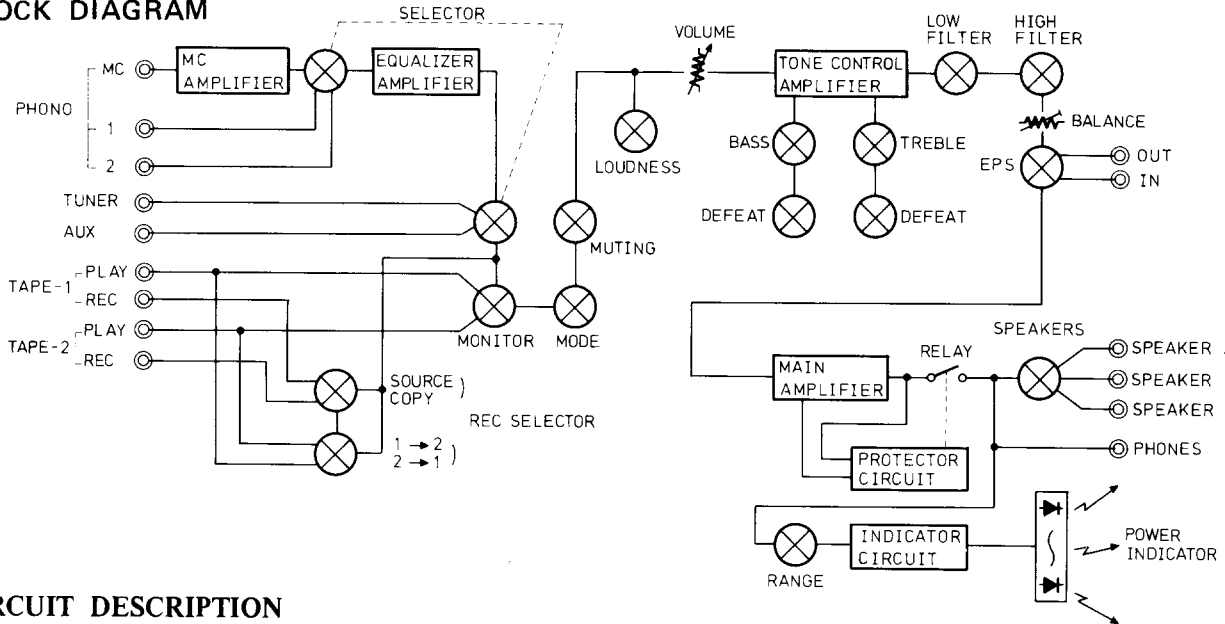 OCK DIAGRAM
SELECTOR
MC
MC
AMPLIFIER
EQUALIZER
AMPLIFIER
PHONO
1
2
TUNER
AUX
TAPE-1
PLAY
REC
TAPE-2
PLAY
REC
MONITOR
MODE
MUTING
SOURCE
COPY
)
REC SELECTOR
1 → 2
2 → 1
)
LOUDNESS
VOLUME
TONE CONTROL
AMPLIFIER
LOW
FILTER
HIGH
FILTER
BASS
TREBLE
DEFEAT
DEFEAT
BALANCE
EPS
OUT
IN
MAIN
AMPLIFIER
RELAY
SPEAKERS
SPEAKER
SPEAKER
SPEAKER
PHONES
PROTECTOR
CIRCUIT
RANGE
INDICATOR
CIRCUIT
POWER
INDICATOR
RCUIT DESCRIPTION